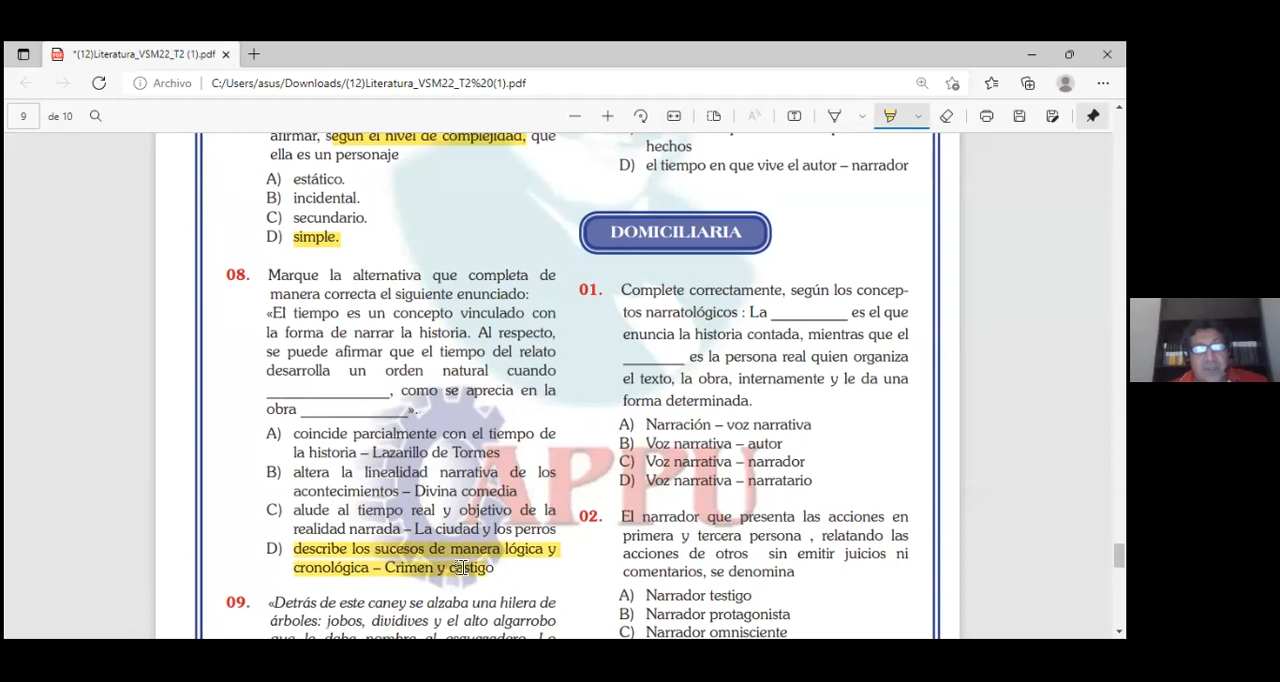 *(12)Literatura_VSM22_T2 (1).pdf
Archivo
C:/Users/asus/Downloads/(12)Literatura_VSM22_T2%20(1).pdf
9
de 10
afirmar, según el nivel de complejidad, que
ella es un personaje
A) estático.
B) incidental.
C) secundario.
D) simple.
08. Marque la alternativa que completa de
manera correcta el siguiente enunciado:
«El tiempo es un concepto vinculado con
la forma de narrar la historia. Al respecto,
se puede afirmar que el tiempo del relato
desarrolla un orden natural cuando
________________, como se aprecia en la
obra ______________».
A) coincide parcialmente con el tiempo de
la historia – Lazarillo de Tormes
B) altera la linealidad narrativa de los
acontecimientos – Divina comedia
C) alude al tiempo real y objetivo de la
realidad narrada – La ciudad y los perros
D) describe los sucesos de manera lógica y
cronológica – Crimen y castigo
09. «Detrás de este caney se alzaba una hilera de
árboles: jobos, dividives y el alto algarrobo
que le daba nombre al
hechos
D) el tiempo en que vive el autor – narrador
DOMICILIARIA
01. Complete correctamente, según los concep-
tos narratológicos : La __________ es el que
enuncia la historia contada, mientras que el
________ es la persona real quien organiza
el texto, la obra, internamente y le da una
forma determinada.
A) Narración – voz narrativa
B) Voz narrativa – autor
C) Voz narrativa – narrador
D) Voz narrativa – narratario
02. El narrador que presenta las acciones en
primera y tercera persona , relatando las
acciones de otros sin emitir juicios ni
comentarios, se denomina
A) Narrador testigo
B) Narrador protagonista
C) Narrador omnisciente
APPU